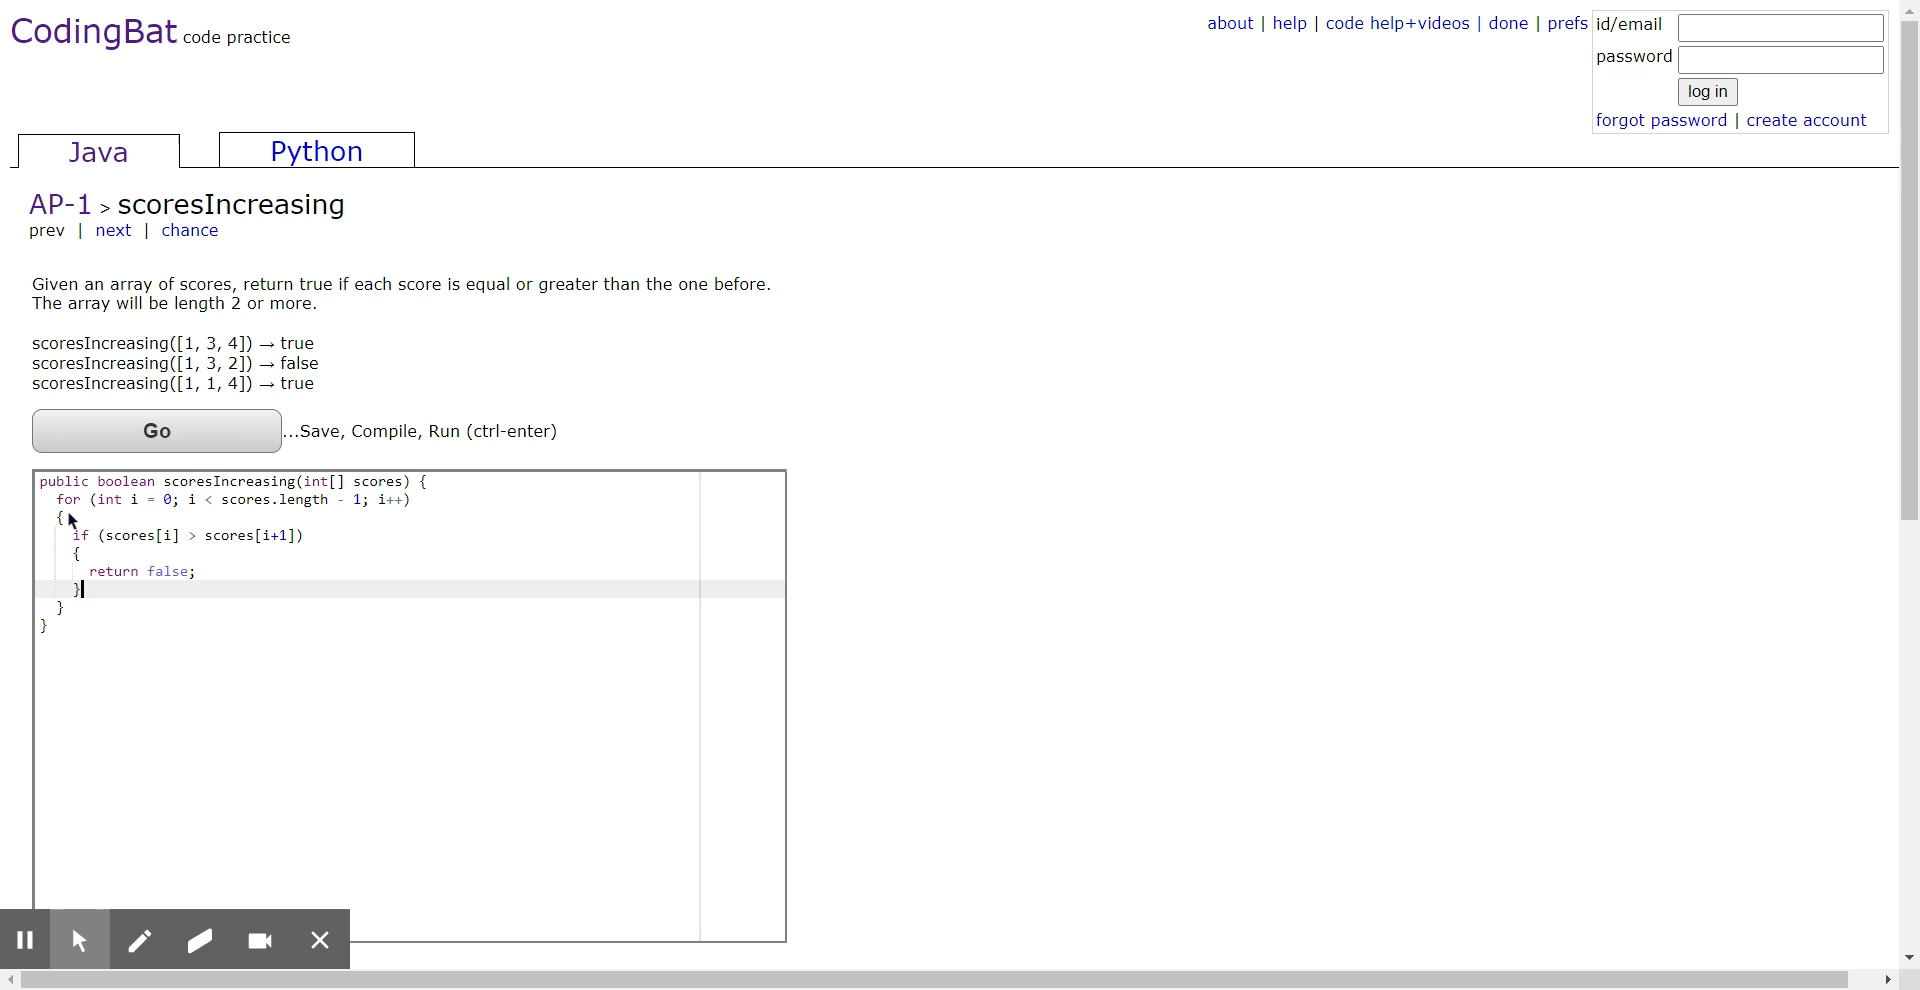 CodingBat code practice
about | help | code help+videos | done | prefs
id/email
password
log in
forgot password | create account
Java
Python
AP-1 > scoresIncreasing
prev | next | chance
Given an array of scores, return true if each score is equal or greater than the one before.
The array will be length 2 or more.
scoresIncreasing([1, 3, 4]) → true
scoresIncreasing([1, 3, 2]) → false
scoresIncreasing([1, 1, 4]) → true
Go
...Save, Compile, Run (ctrl-enter)
public boolean scoresIncreasing(int[] scores) {
  for (int i = 0; i < scores.length - 1; i++)
  {
    if (scores[i] > scores[i+1])
    {
      return false;
    }
  }
}